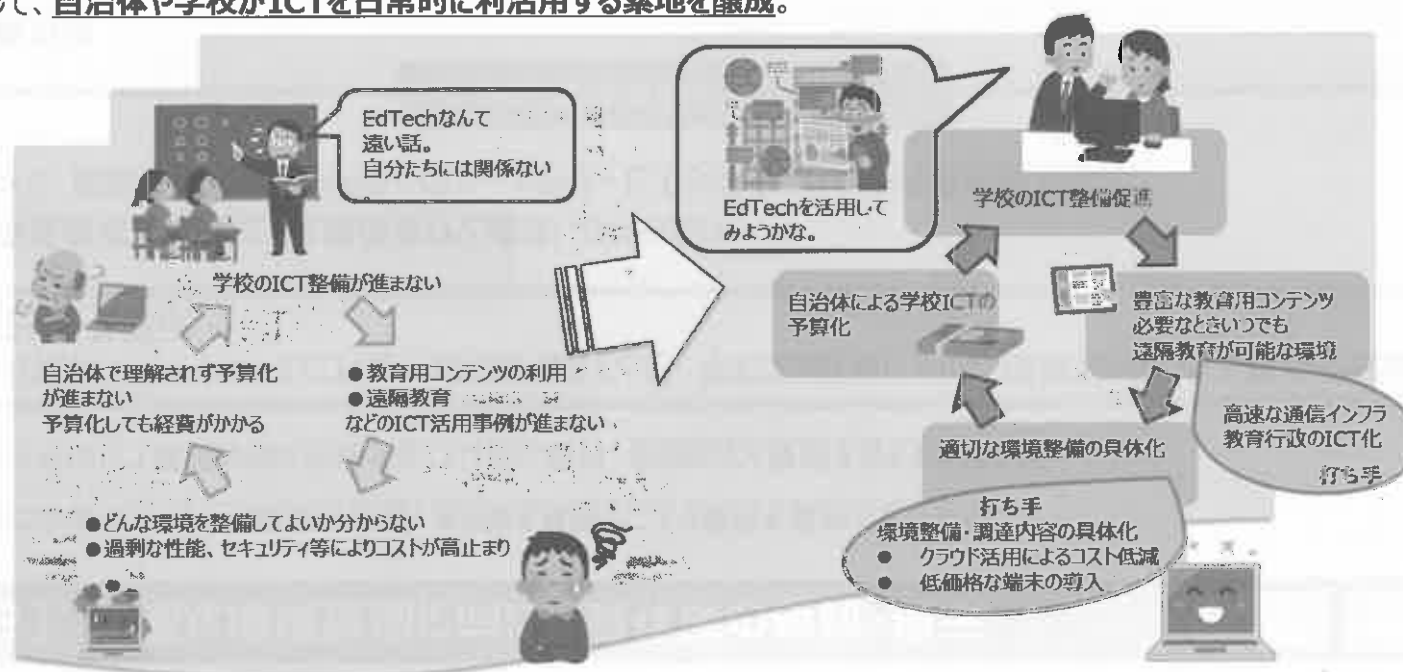 って、自治体や学校がICTを日常的に利活用する素地を醸成。
EdTechなんて
遠い話。
自分たちには関係ない
。
学校のICT整備が進まない
自治体で理解されず予算化
が進まない
予算化しても経費がかかる
●教育用コンテンツの利用
●遠隔教育
などのICT活用事例が進まない
●どんな環境を整備してよいか分からない
●過剰な性能、セキュリティ等によりコストが高止まり
EdTechを活用して
みようかな。
学校のICT整備促進
自治体による学校ICTの
予算化
豊富な教育用コンテンツ
必要なときいつでも
遠隔教育が可能な環境
適切な環境整備の具体化
高速な通信インフラ
教育行政のICT化
打ち手
打ち手
環境整備・調達内容の具体化
● クラウド活用によるコスト低減
● 低価格な端末の導入